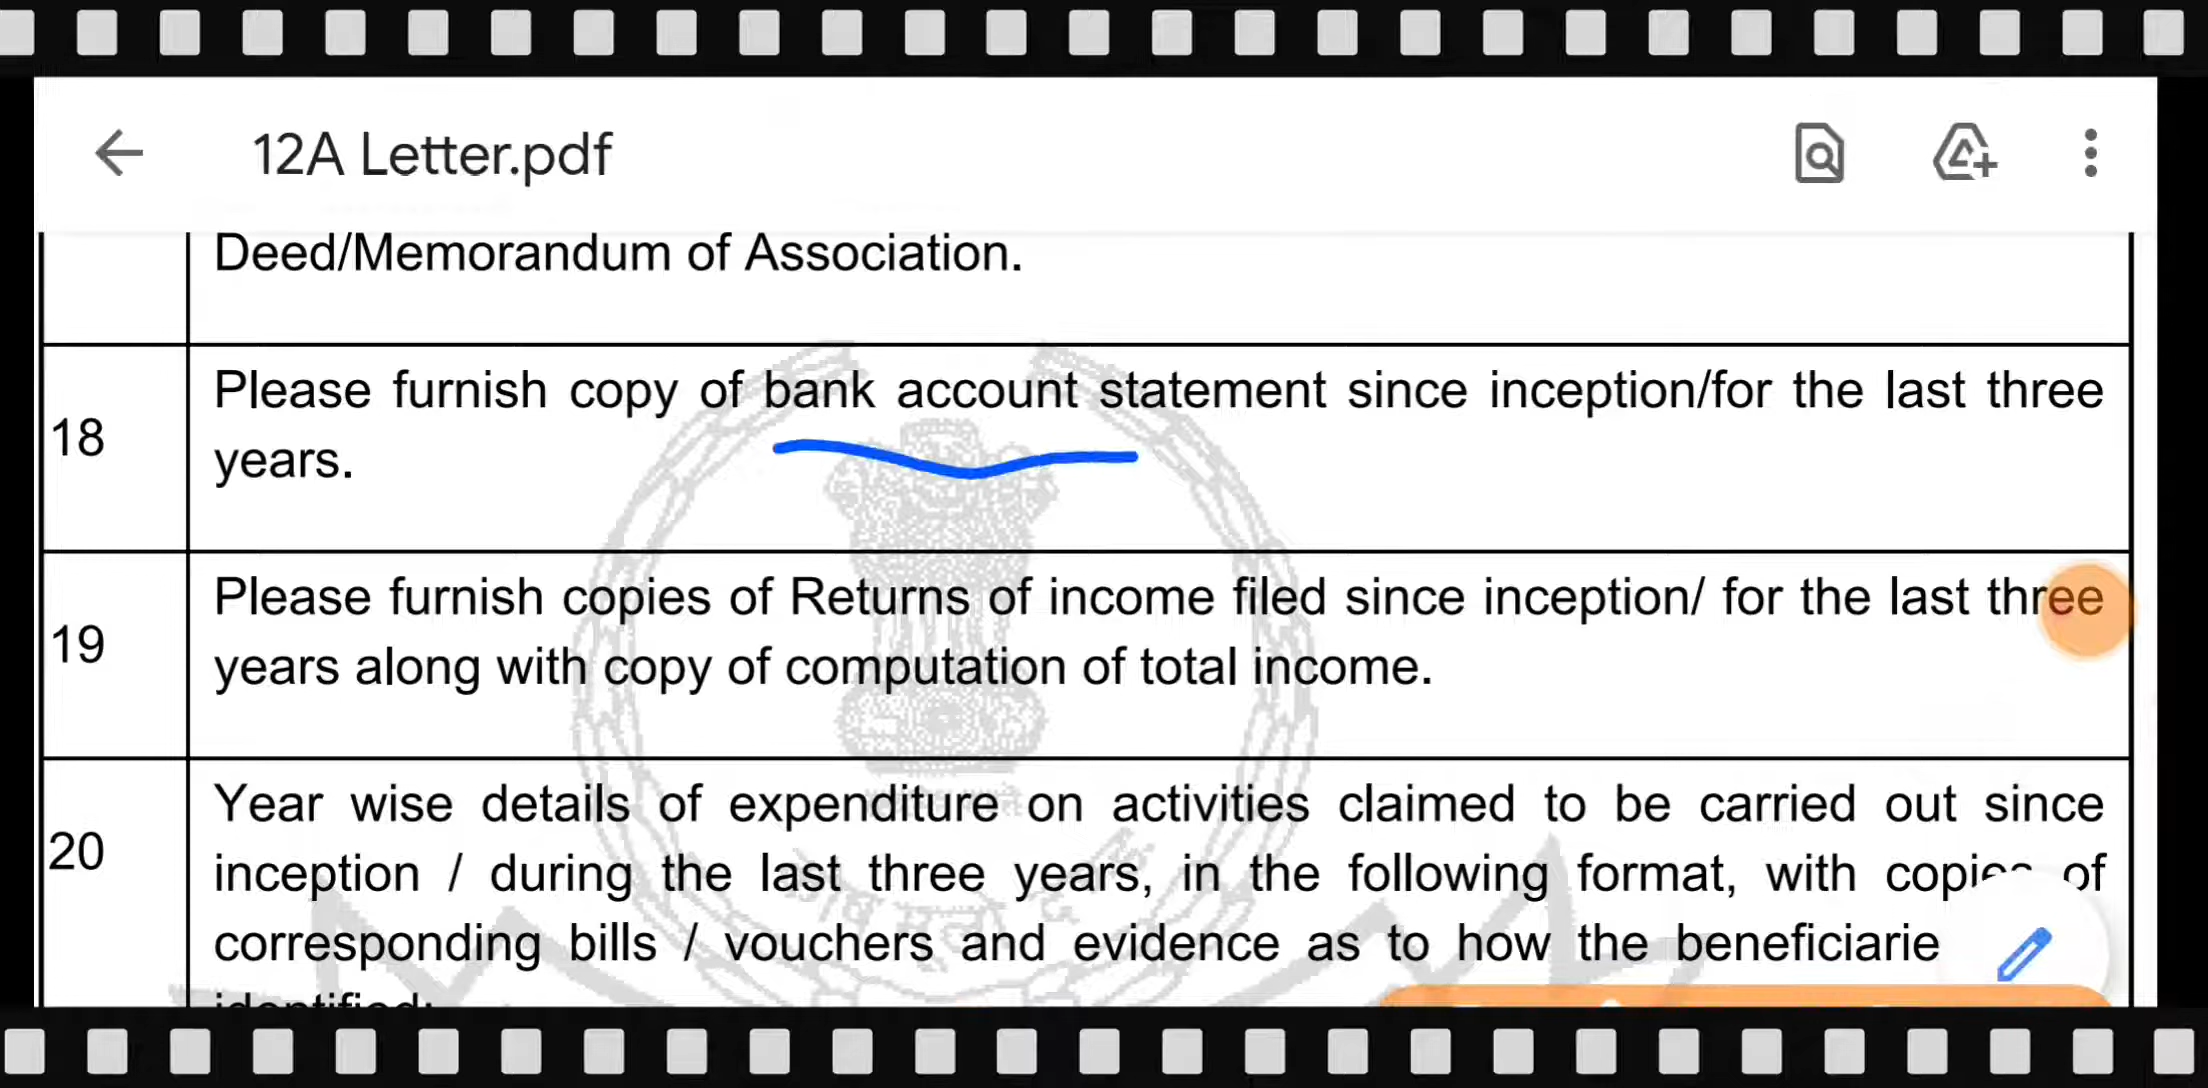 12A Letter.pdf
Deed/Memorandum of Association.
18
Please furnish copy of bank account statement since inception/for the last three
years.
19
Please furnish copies of Returns of income filed since inception/ for the last three
years along with copy of computation of total income.
20
Year wise details of expenditure on activities claimed to be carried out since
inception / during the last three years, in the following format, with copies of
corresponding bills / vouchers and evidence as to how the beneficiarie
identified: